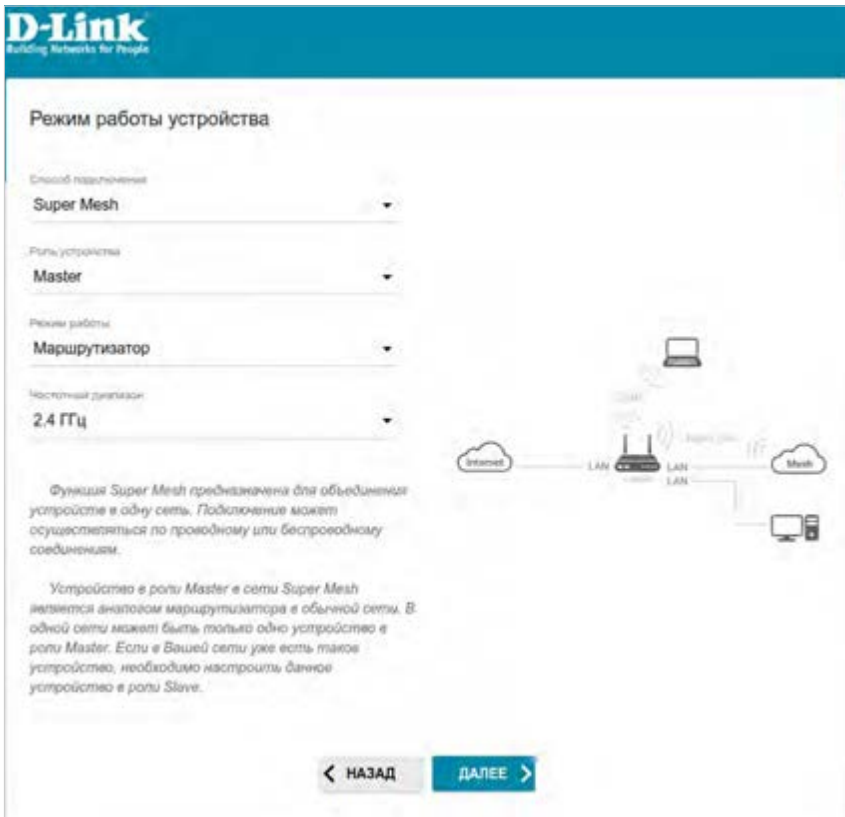 D-Link
Building Networks for People
Режим работы устройства
Способ подключения
Super Mesh
Роль устройства
Master
Режим работы
Маршрутизатор
Частотный диапазон
2.4 ГГц
Internet
LAN
LAN
LAN
Mesh
Функция Super Mesh предназначена для объединения
устройств в одну сеть. Подключение может
осуществляться по проводному или беспроводному
соединениям.
Устройство в роли Master в сети Super Mesh
является аналогом маршрутизатора в обычной сети. В
одной сети может быть только одно устройство в
роли Master. Если в Вашей сети уже есть такое
устройство, необходимо настроить данное
устройство в роли Slave.
НАЗАД
ДАЛЕЕ